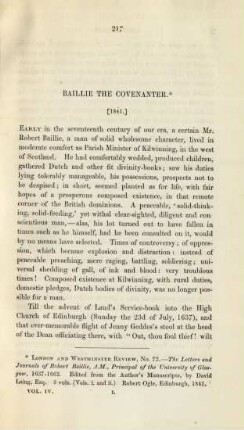 217
BAILLIE THE COVENANTER.*
[1841.]
EARLY in the seventeenth century of our era, a certain Mr.
Robert Baillie, a man of solid wholesome character, lived in
moderate comfort as Parish Minister of Kilwinning, in the west
of Scotland. He had comfortably wedded, produced children,
gathered Dutch and other fit divinity-books; saw his duties
lying tolerably manageable, his possessions, prospects not to
be despised; in short, seemed planted as for life, with fair
hopes of a prosperous composed existence, in that remote
corner of the British dominions. A peaceable, 'solid-think-
ing, solid-feeding,' yet withal clear-sighted, diligent and con-
scientious man,—alas, his lot turned out to have fallen in
times such as he himself, had he been consulted on it, would
by no means have selected. Times of controversy; of oppres-
sion, which became explosion and distraction: instead of
peaceable preaching, mere raging, battling, soldiering; uni-
versal shedding of gall, of ink and blood: very troublous
times! Composed existence at Kilwinning, with rural duties,
domestic pledges, Dutch bodies of divinity, was no longer pos-
sible for a man.
Till the advent of Laud's Service-book into the High
Church of Edinburgh (Sunday the 23d of July, 1637), and
that ever-memorable flight of Jenny Geddes's stool at the head
of the Dean officiating there, with "Out, thou foul thief! wilt
* LONDON AND WESTMINSTER REVIEW, No. 72.—The Letters and
Journals of Robert Baillie, A.M., Principal of the University of Glas-
gow, 1637-1662. Edited from the Author's Manuscripts, by David
Laing, Esq. 3 vols. (Vols. i. and ii.) Robert Ogle, Edinburgh, 1841.
VOL. IV.